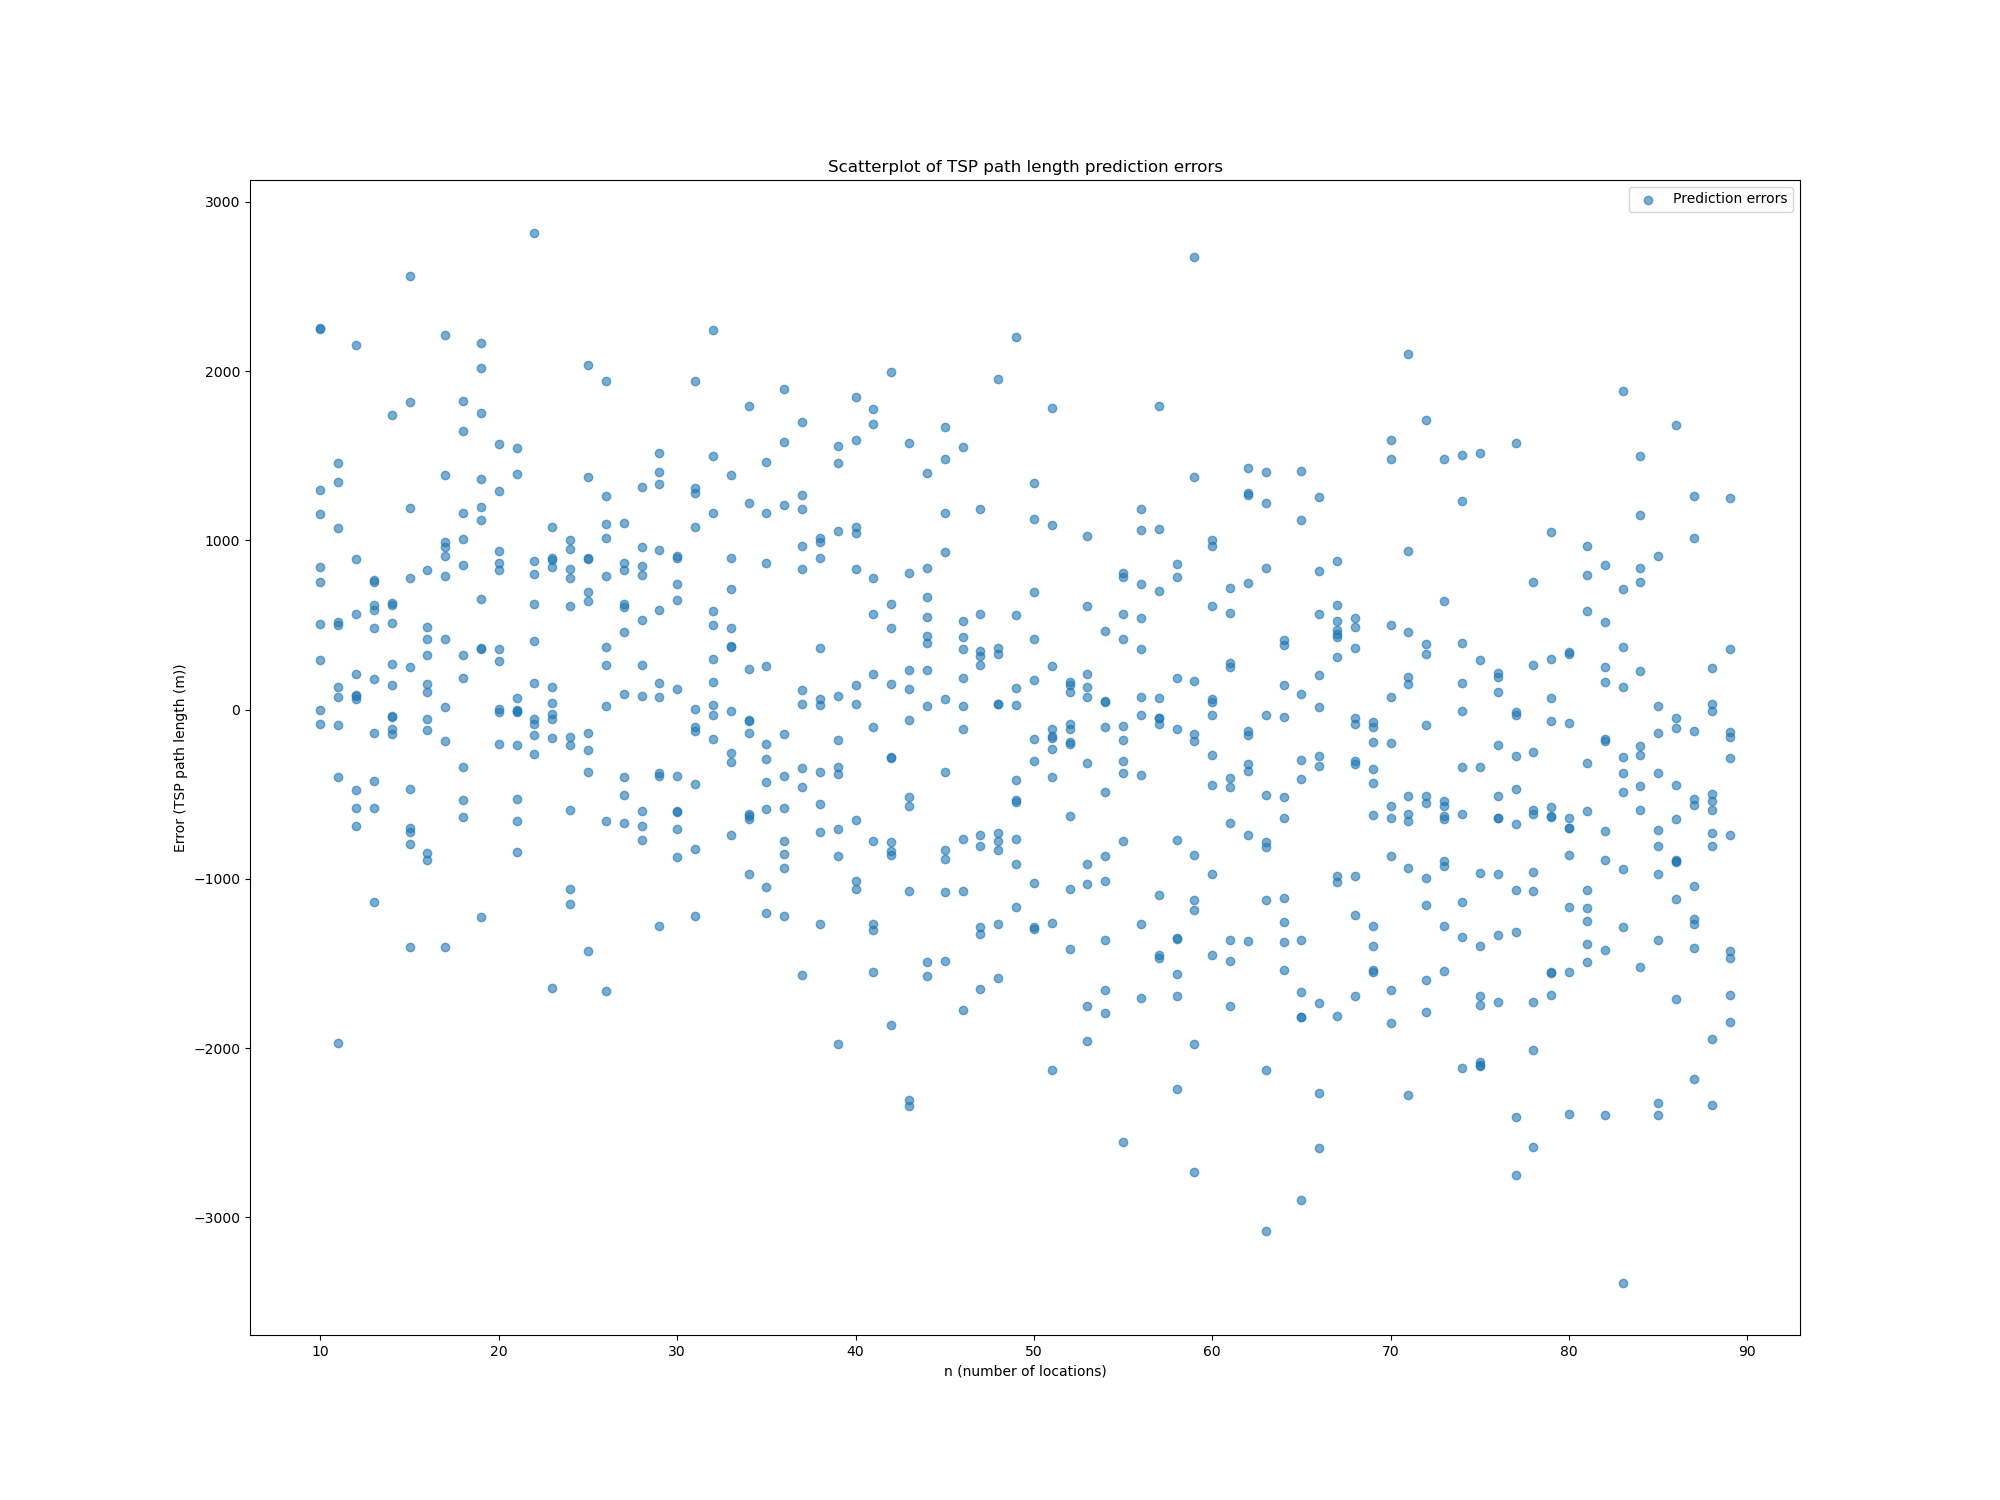 Scatterplot of TSP path length prediction errors
Prediction errors
3000
2000
1000
0
−1000
−2000
−3000
Error (TSP path length (m))
10 20 30 40 50 60 70 80 90
n (number of locations)